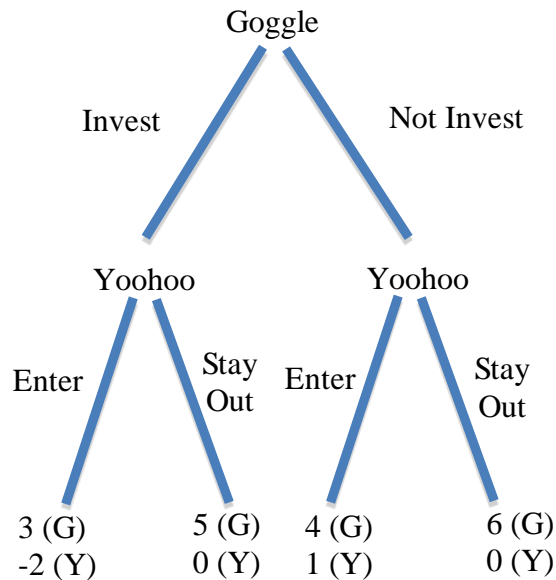 Goggle
Invest
Not Invest
Yoohoo
Yoohoo
Enter
Stay
Out
Enter
Stay
Out
3 (G)
-2 (Y)
5 (G)
0 (Y)
4 (G)
1 (Y)
6 (G)
0 (Y)